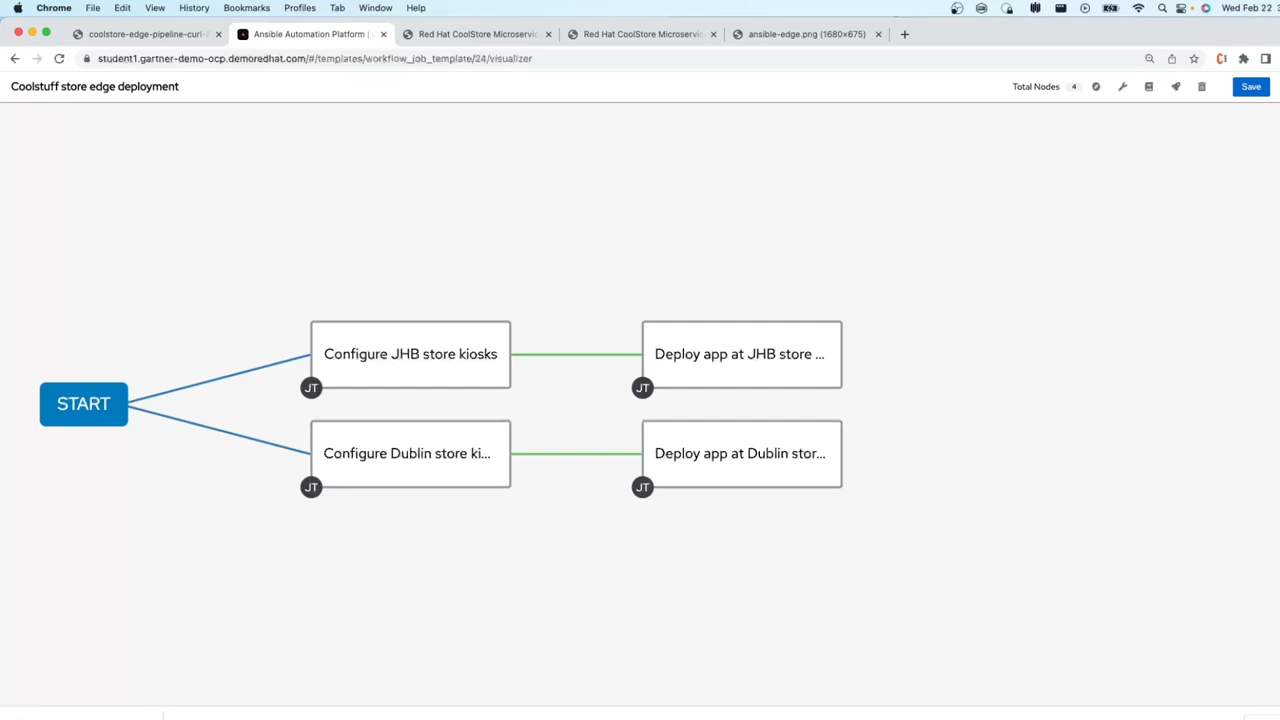 Chrome File Edit View History Bookmarks Profiles Tab Window Help Wed Feb 22
coolstore-edge-pipeline-curl- Ansible Automation Platform | Red Hat CoolStore Microservic Red Hat CoolStore Microservic ansible-edge.png (1680×675)
student1.gartner-demo-ocp.demoredhat.com/#/templates/workflow_job_template/24/visualizer
Coolstuff store edge deployment Total Nodes 4 Save
Configure JHB store kiosks Deploy app at JHB store ...
JT JT
START
Configure Dublin store ki... Deploy app at Dublin stor...
JT JT